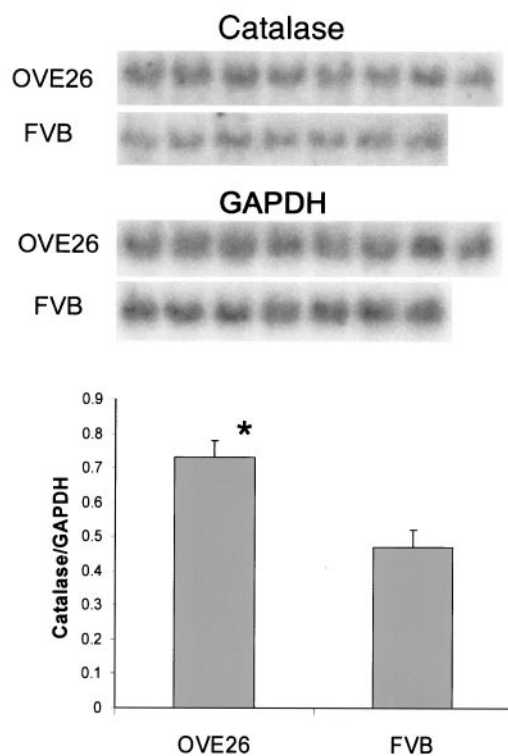 Catalase
OVE26
FVB
GAPDH
OVE26
FVB
0.9
0.8
0.7
0.6
0.5
0.4
0.3
0.2
0.1
0
Catalase/GAPDH
*
OVE26 FVB